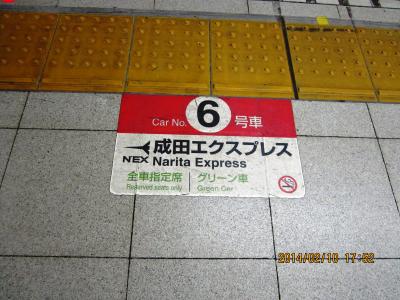 Car No. 6 号車
成田エクスプレス
NEX Narita Express
全車指定席 グリーン車
Reserved seats only Green Car
2014/02/10 17:52